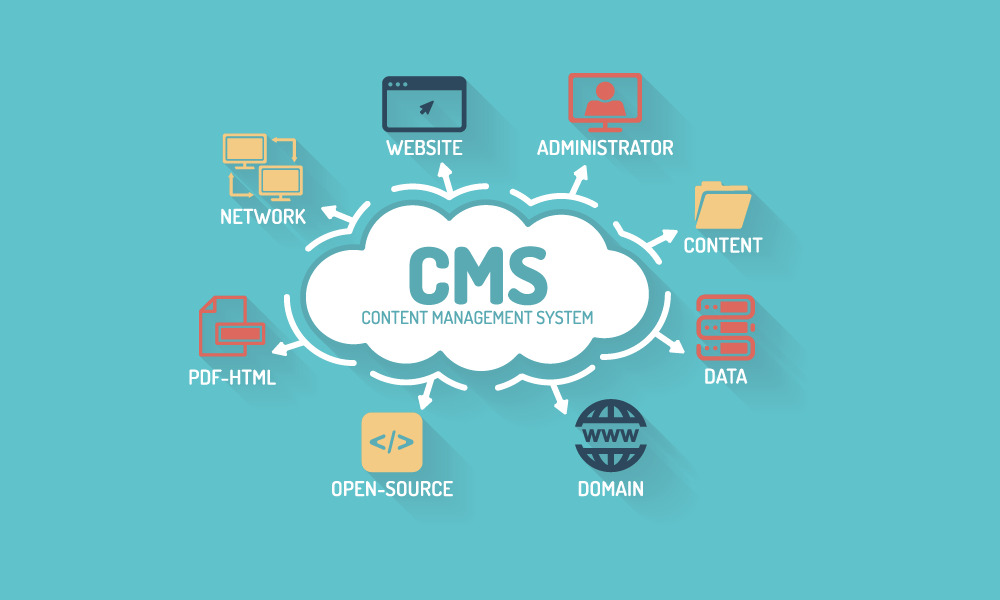 WEBSITE
ADMINISTRATOR
NETWORK
CONTENT
CMS
CONTENT MANAGEMENT SYSTEM
PDF-HTML
DATA
</>
WWW
OPEN-SOURCE
DOMAIN